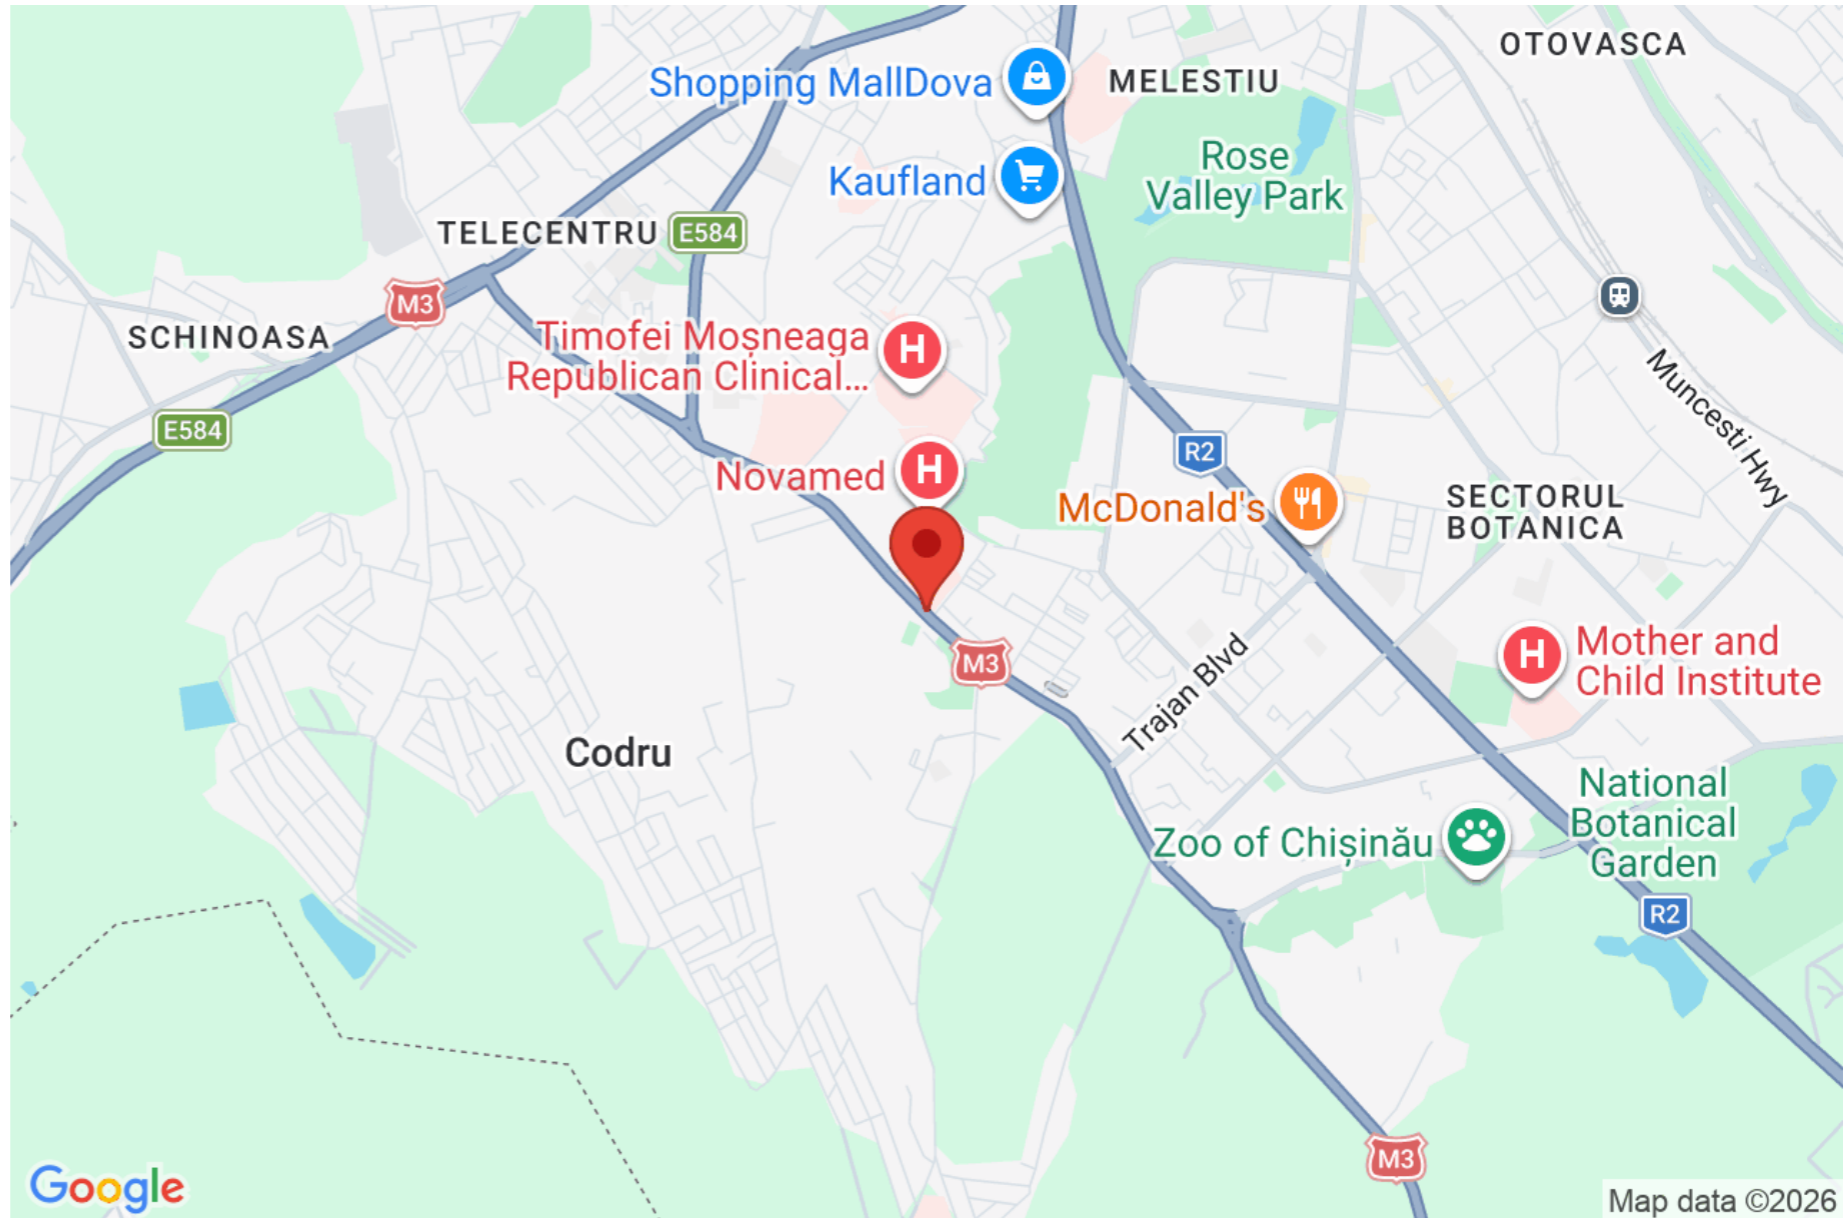 OTOVASCA
Shopping MallDova
MELESTIU
Kaufland
Rose
Valley Park
TELECENTRU
E584
M3
SCHINOASA
Timofei Moșneaga
Republican Clinical...
E584
Muncesti Hwy
R2
Novamed
McDonald's
SECTORUL
BOTANICA
M3
Mother and
Child Institute
Trajan Blvd
Codru
National
Botanical
Garden
Zoo of Chișinău
R2
M3
Google
Map data ©2026